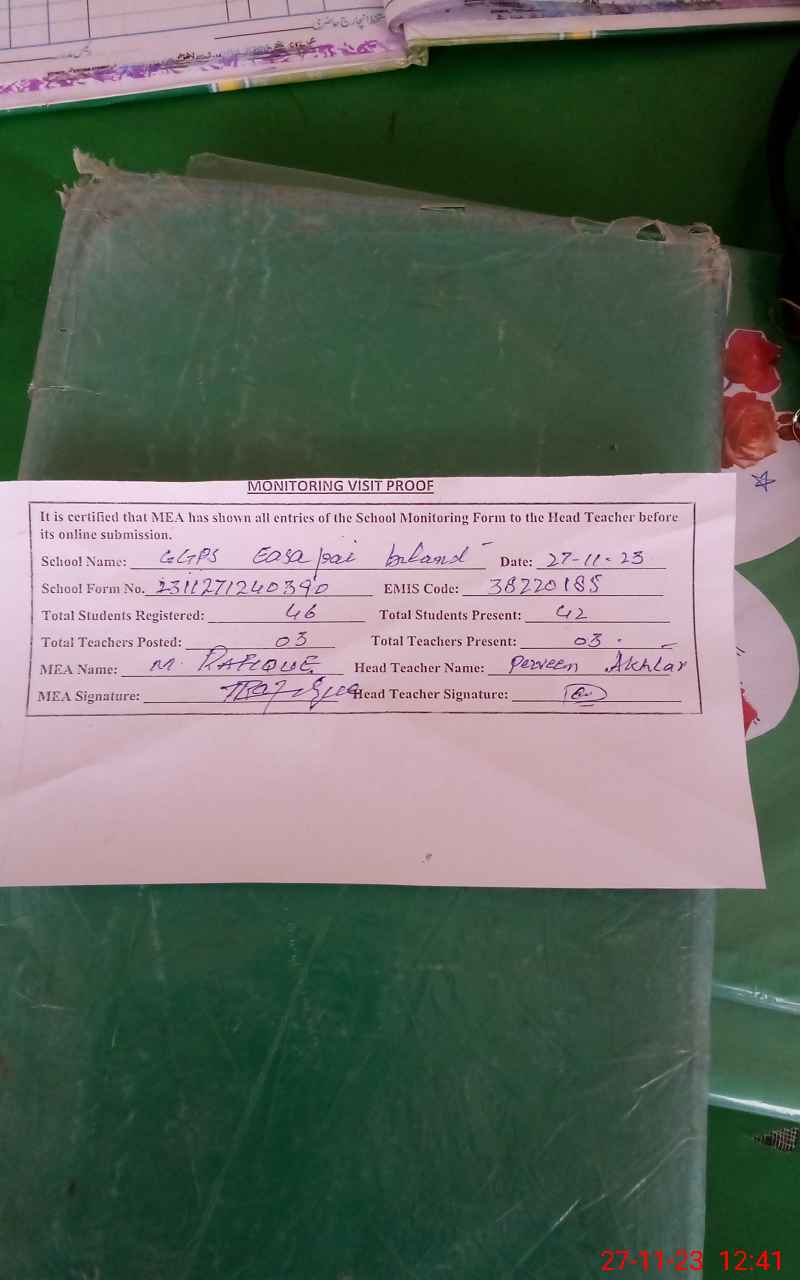 MONITORING VISIT PROOF
It is certified that MEA has shown all entries of the School Monitoring Form to the Head Teacher before
its online submission.
School Name: GGPS Easa pai Date: 27-11-23
School Form No. 2311271240390 EMIS Code: 38220185
Total Students Registered: 46 Total Students Present: 42
Total Teachers Posted: 03 Total Teachers Present: 03
MEA Name: M. RAFIQUE Head Teacher Name: Perveen Akhtar
MEA Signature: Head Teacher Signature:
27-11-23 12:41